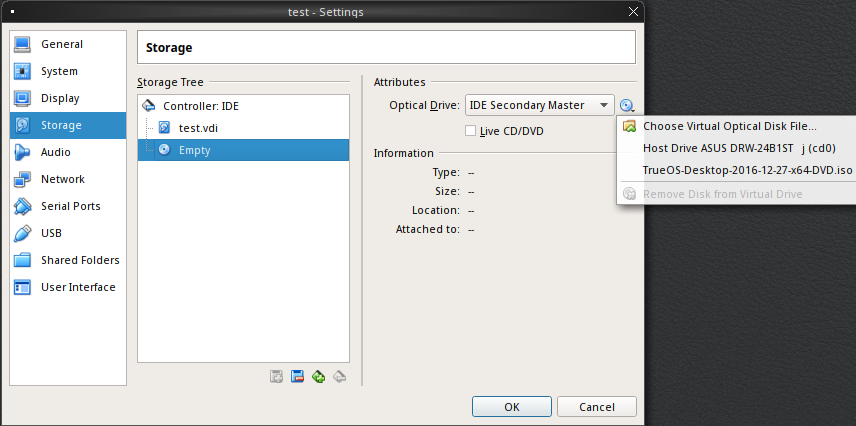 test - Settings
General
System
Display
Storage
Audio
Network
Serial Ports
USB
Shared Folders
User Interface
Storage
Storage Tree
Controller: IDE
test.vdi
Empty
Attributes
Optical Drive: IDE Secondary Master
Live CD/DVD
Information
Type: --
Size: --
Location: --
Attached to: --
Choose Virtual Optical Disk File...
Host Drive ASUS DRW-24B1ST   j (cd0)
TrueOS-Desktop-2016-12-27-x64-DVD.iso
Remove Disk from Virtual Drive
OK
Cancel